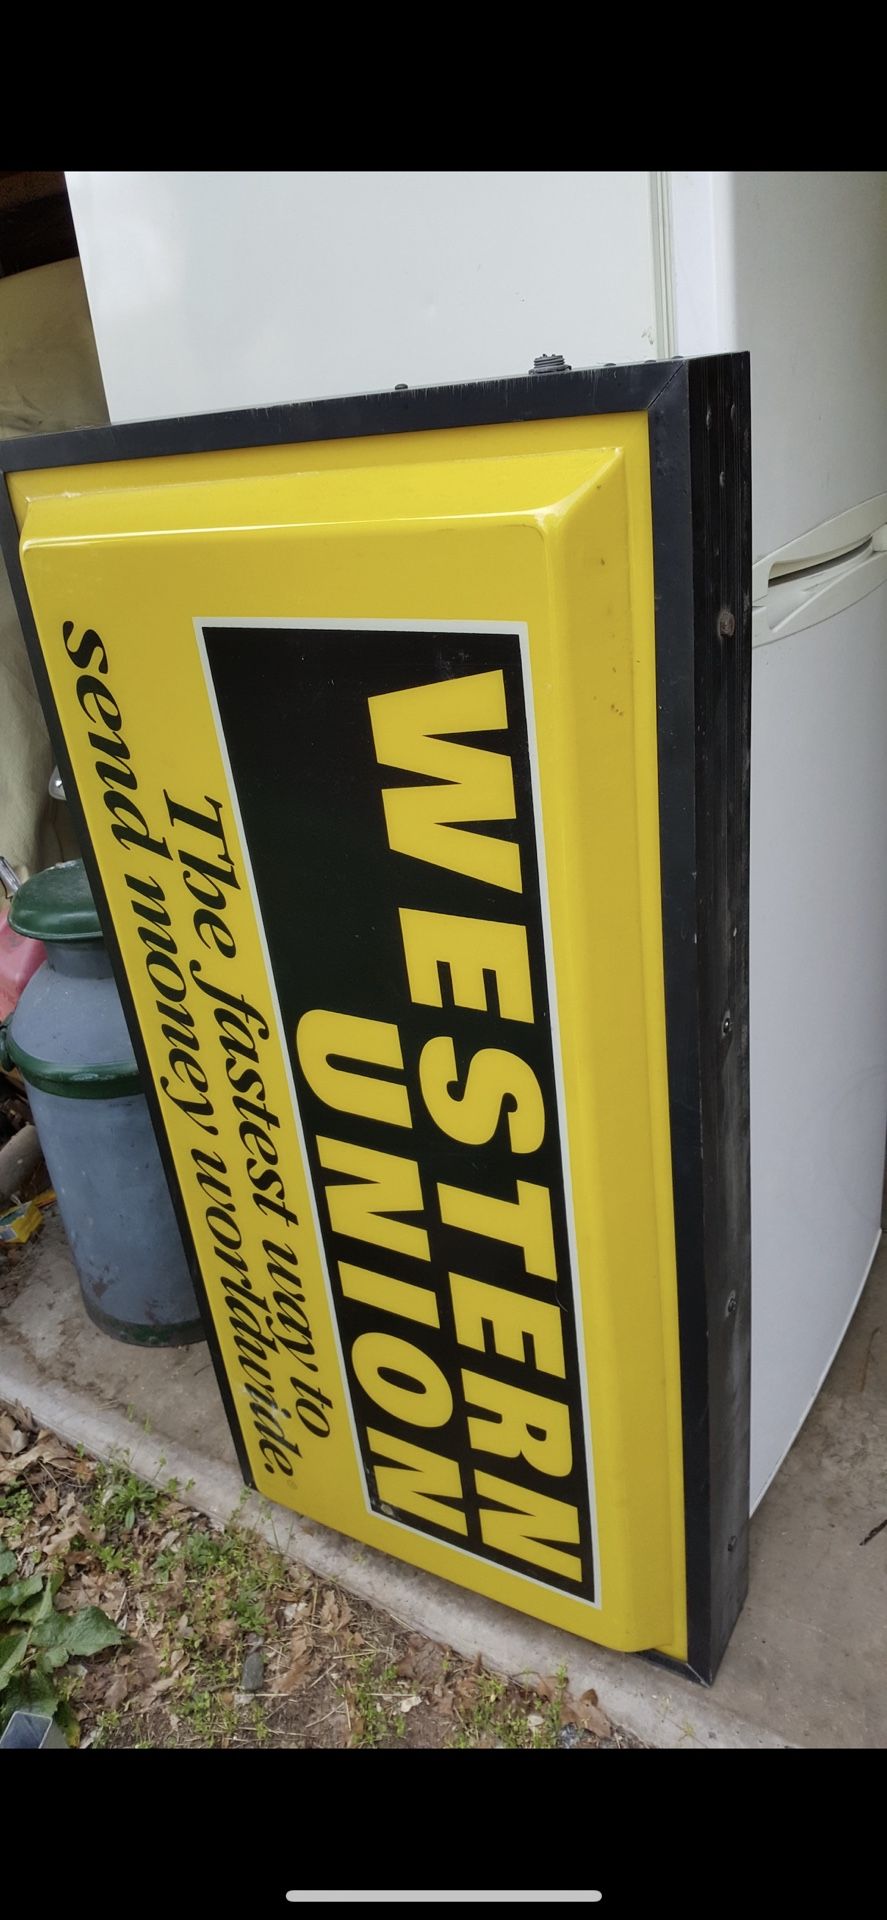 WESTERN
UNION
The fastest way to
send money worldwide.®